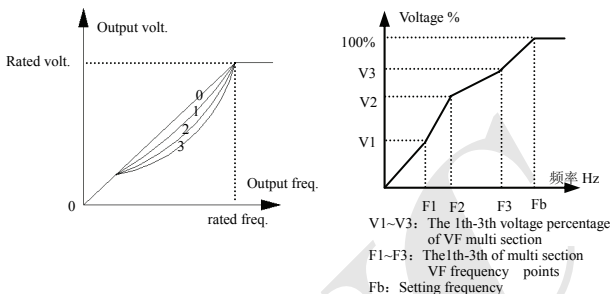 Output volt.
Rated volt.
0
1
2
3
Output freq.
0
rated freq.
Voltage %
100%
V3
V2
V1
频率 Hz
F1 F2 F3 Fb
V1~V3：The 1th-3th voltage percentage
of VF multi section
F1~F3：The1th-3th of multi section
VF frequency points
Fb：Setting frequency